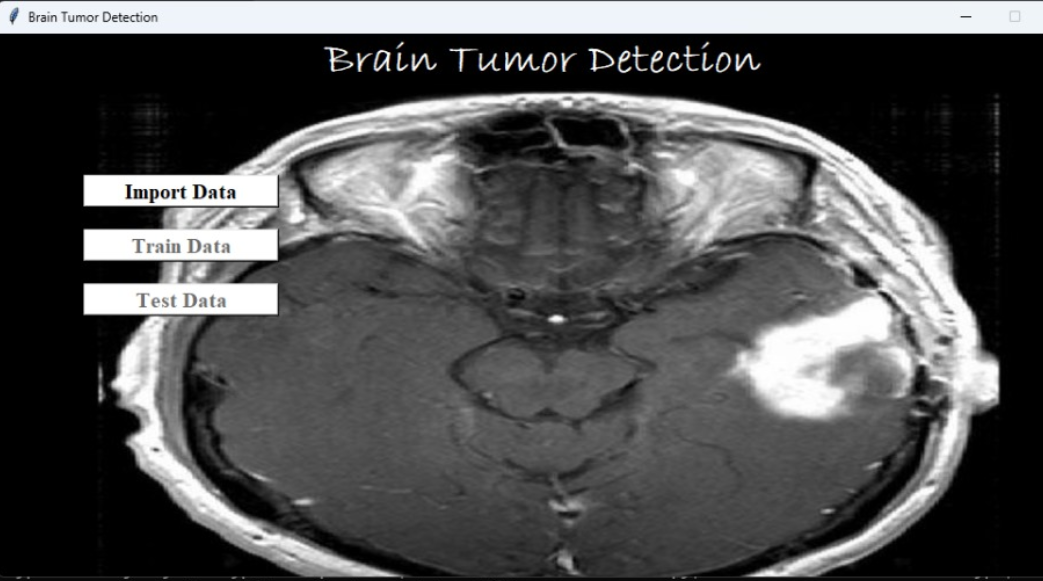 Brain Tumor Detection
Brain Tumor Detection
Import Data
Train Data
Test Data